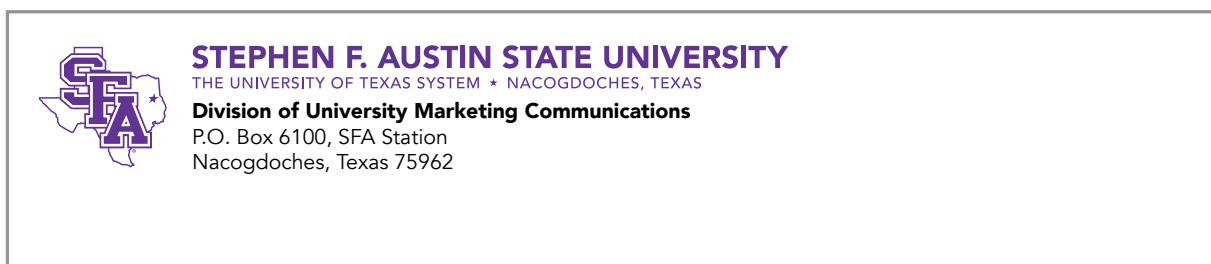 SFA
STEPHEN F. AUSTIN STATE UNIVERSITY
THE UNIVERSITY OF TEXAS SYSTEM ★ NACOGDOCHES, TEXAS
Division of University Marketing Communications
P.O. Box 6100, SFA Station
Nacogdoches, Texas 75962